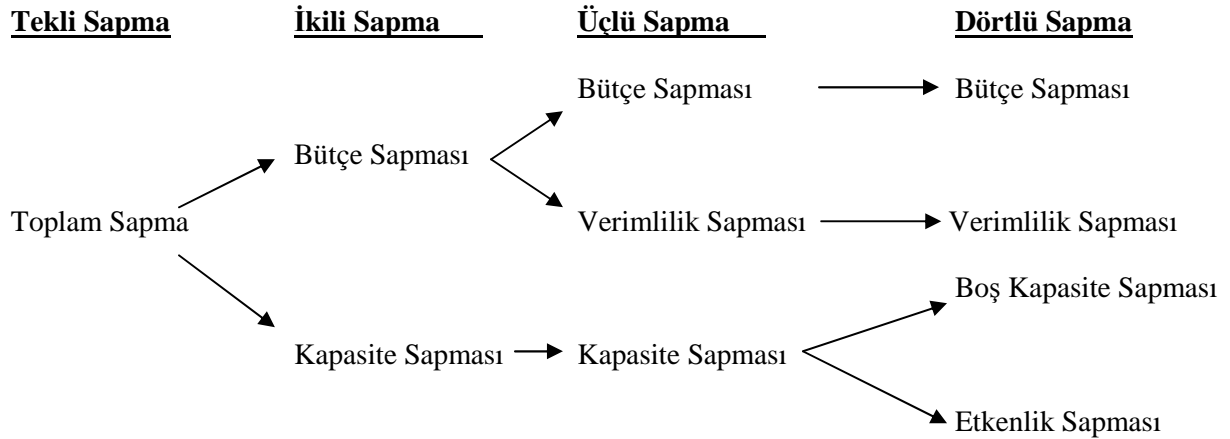 Tekli Sapma İkili Sapma Üçlü Sapma Dörtlü Sapma
Bütçe Sapması Bütçe Sapması
Bütçe Sapması
Toplam Sapma Verimlilik Sapması Verimlilik Sapması
Boş Kapasite Sapması
Kapasite Sapması Kapasite Sapması
Etkenlik Sapması